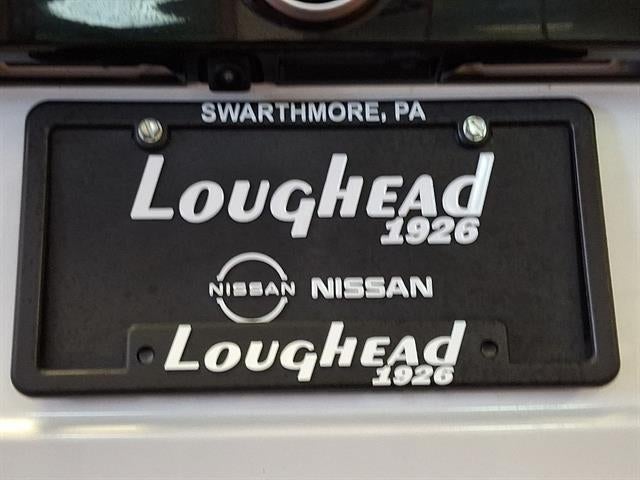 SWARTHMORE, PA
LougHEAd
1926
NISSAN NISSAN
LougHEAd
1926